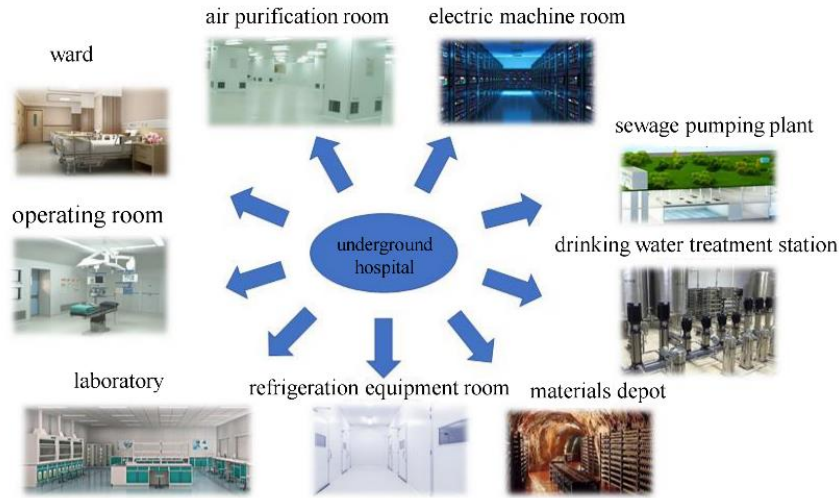 air purification room
electric machine room
ward
sewage pumping plant
operating room
underground
hospital
drinking water treatment station
laboratory
refrigeration equipment room
materials depot